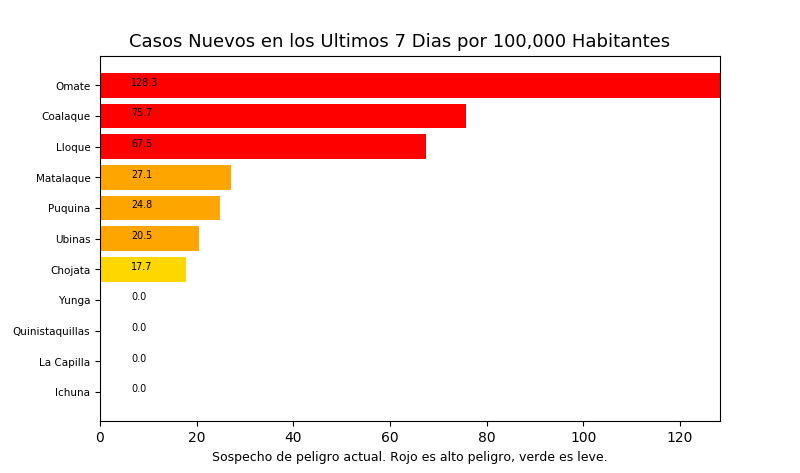 Casos Nuevos en los Ultimos 7 Dias por 100,000 Habitantes
Omate 128.3
Coalaque 75.7
Lloque 67.5
Matalaque 27.1
Puquina 24.8
Ubinas 20.5
Chojata 17.7
Yunga 0.0
Quinistaquillas 0.0
La Capilla 0.0
Ichuna 0.0
0 20 40 60 80 100 120
Sospecho de peligro actual. Rojo es alto peligro, verde es leve.